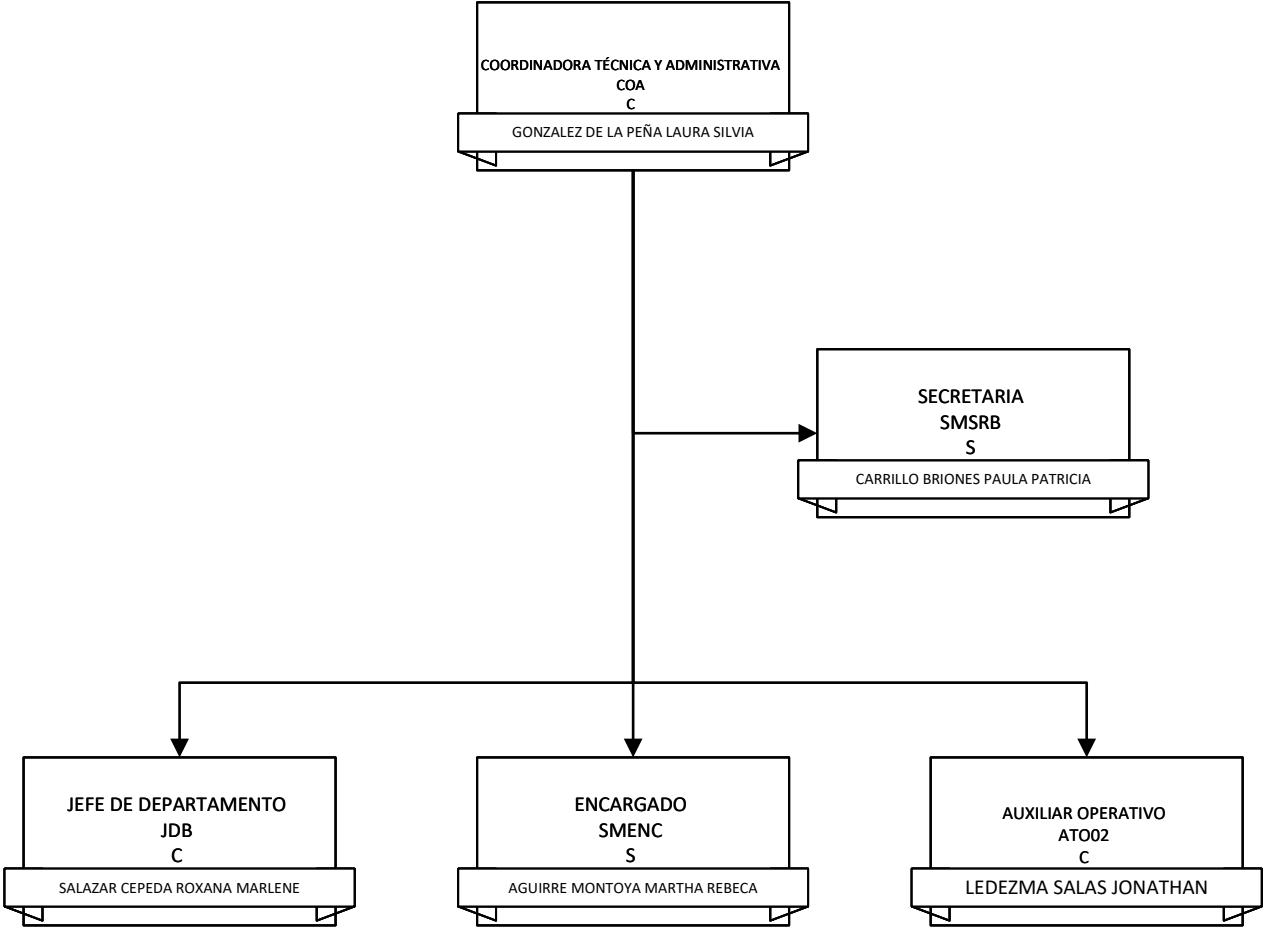 COORDINADORA TÉCNICA Y ADMINISTRATIVA
COA
C
GONZALEZ DE LA PEÑA LAURA SILVIA
SECRETARIA
SMSRB
S
CARRILLO BRIONES PAULA PATRICIA
JEFE DE DEPARTAMENTO
JDB
C
SALAZAR CEPEDA ROXANA MARLENE
ENCARGADO
SMENC
S
AGUIRRE MONTOYA MARTHA REBECA
AUXILIAR OPERATIVO
ATO02
C
LEDEZMA SALAS JONATHAN